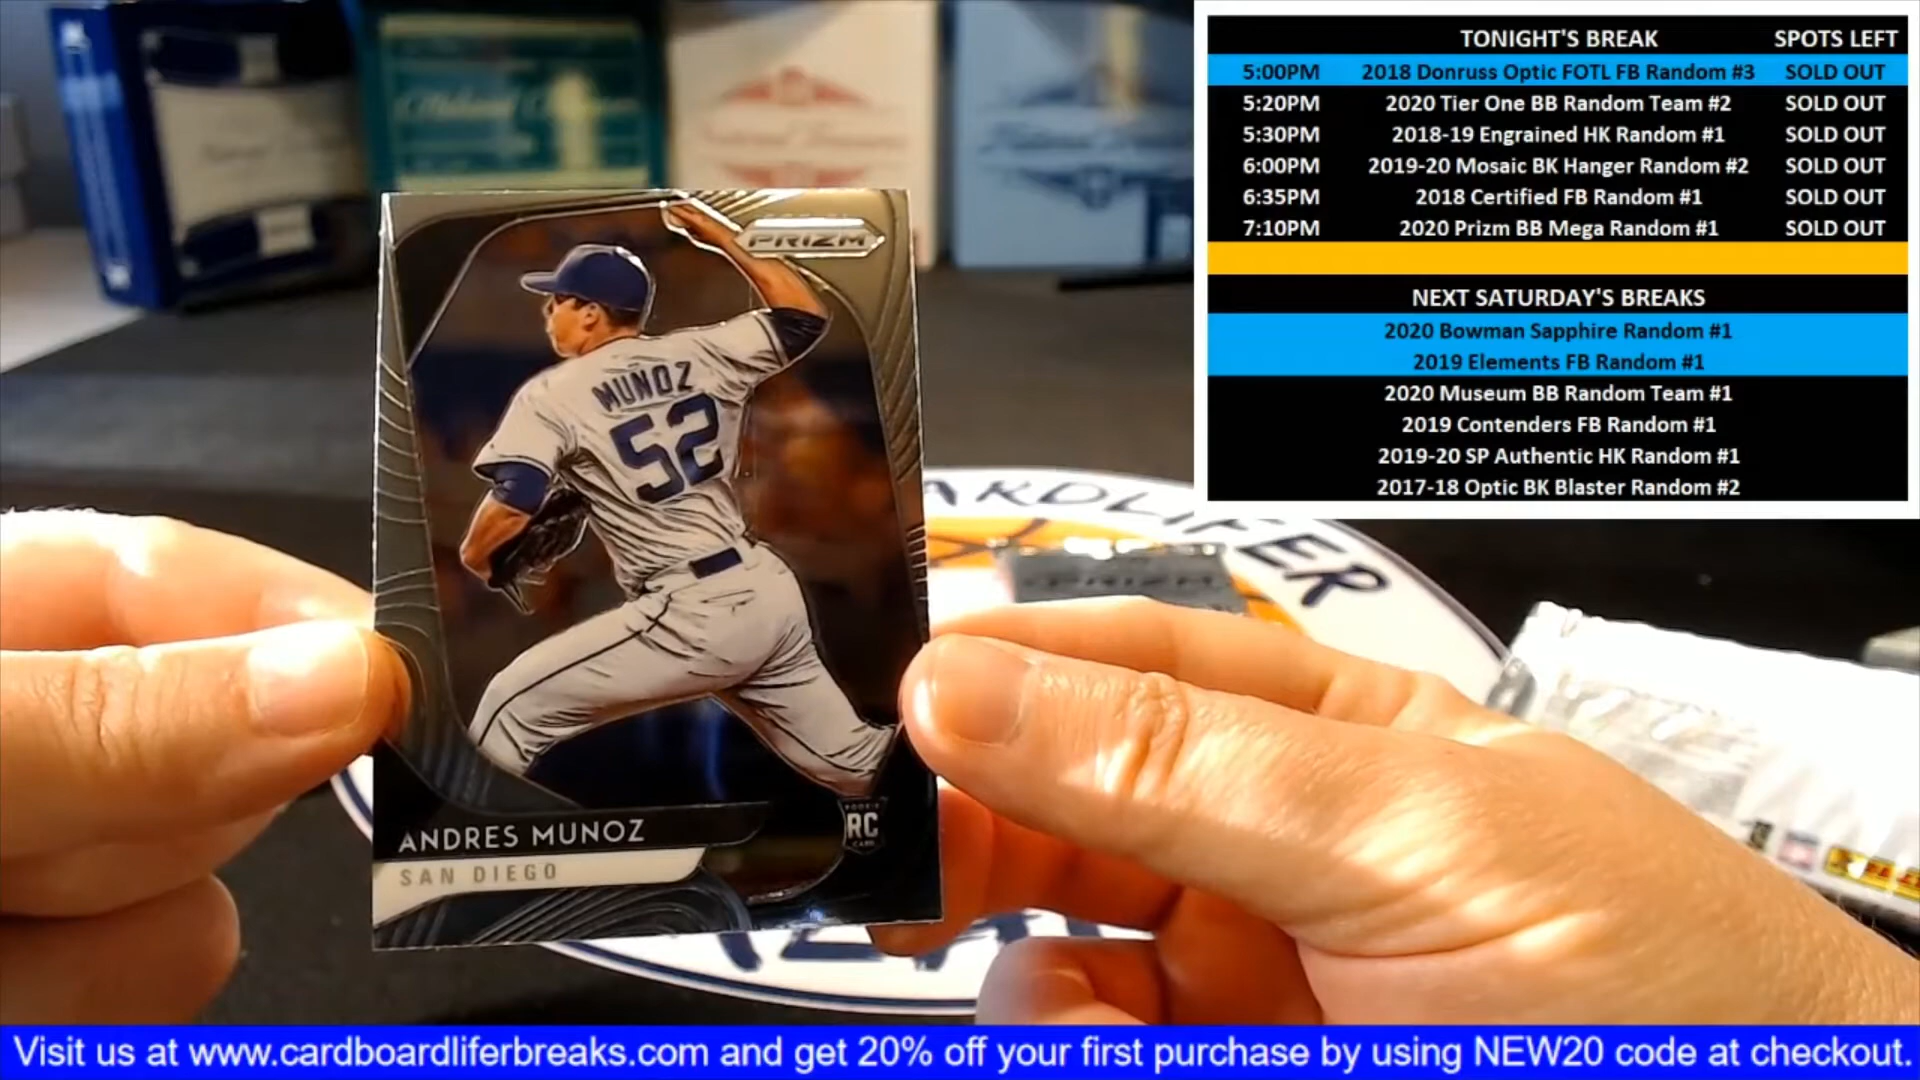 TONIGHT'S BREAK SPOTS LEFT
5:00PM 2018 Donruss Optic FOTL FB Random #3 SOLD OUT
5:20PM 2020 Tier One BB Random Team #2 SOLD OUT
5:30PM 2018-19 Engrained HK Random #1 SOLD OUT
6:00PM 2019-20 Mosaic BK Hanger Random #2 SOLD OUT
6:35PM 2018 Certified FB Random #1 SOLD OUT
7:10PM 2020 Prizm BB Mega Random #1 SOLD OUT
NEXT SATURDAY'S BREAKS
2020 Bowman Sapphire Random #1
2019 Elements FB Random #1
2020 Museum BB Random Team #1
2019 Contenders FB Random #1
2019-20 SP Authentic HK Random #1
2017-18 Optic BK Blaster Random #2
PRIZM
MUNOZ
52
ANDRES MUNOZ
SAN DIEGO
ROOKIE
RC
CARD
ARDLIFER
PRIZM
Visit us at www.cardboardliferbreaks.com and get 20% off your first purchase by using NEW20 code at checkout.